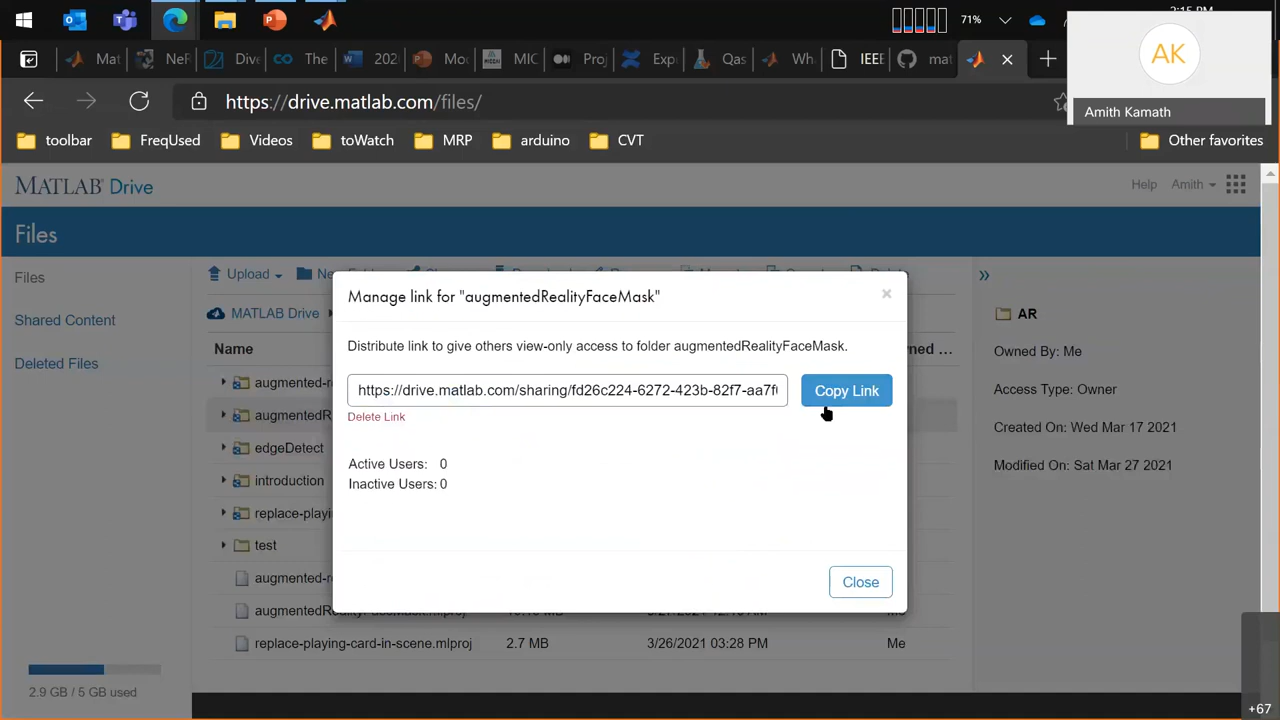 71%
Mat
NeR
Dive
The
202
Mo
MIC
Proj
Exp
Qas
Wh
IEEE
mat
https://drive.matlab.com/files/
AK
Amith Kamath
toolbar
FreqUsed
Videos
toWatch
MRP
arduino
CVT
Other favorites
MATLAB Drive
Help
Amith
Files
Files
Shared Content
Deleted Files
Upload
MATLAB Drive
Name
augmented-r
augmentedR
edgeDetect
introduction
replace-playi
test
augmented-r
replace-playing-card-in-scene.mlproj
2.7 MB
3/26/2021 03:28 PM
Me
Manage link for "augmentedRealityFaceMask"
×
Distribute link to give others view-only access to folder augmentedRealityFaceMask.
https://drive.matlab.com/sharing/fd26c224-6272-423b-82f7-aa7f
Copy Link
Delete Link
Active Users: 0
Inactive Users: 0
Close
»
AR
Owned By: Me
Access Type: Owner
Created On: Wed Mar 17 2021
Modified On: Sat Mar 27 2021
2.9 GB / 5 GB used
+67